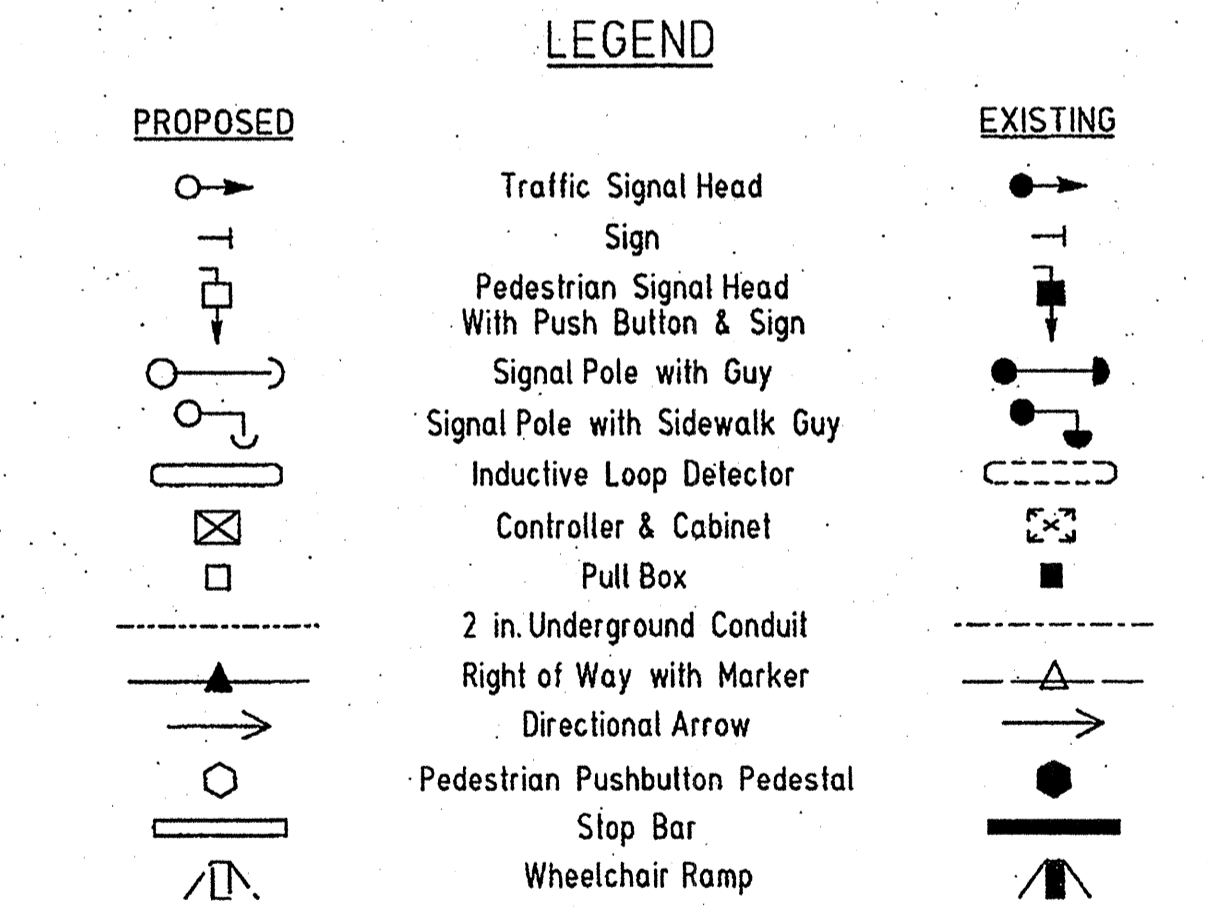 LEGEND
PROPOSED EXISTING
Traffic Signal Head
Sign
Pedestrian Signal Head
With Push Button & Sign
Signal Pole with Guy
Signal Pole with Sidewalk Guy
Inductive Loop Detector
Controller & Cabinet
Pull Box
2 in. Underground Conduit
Right of Way with Marker
Directional Arrow
Pedestrian Pushbutton Pedestal
Stop Bar
Wheelchair Ramp